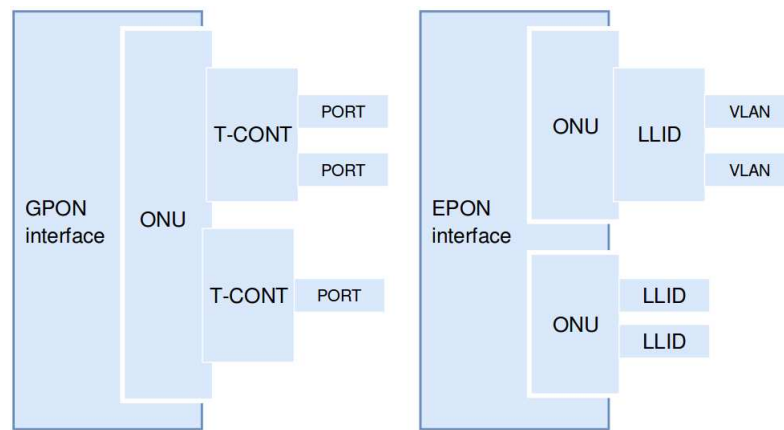 GPON
interface
ONU
T-CONT
PORT
PORT
T-CONT
PORT
EPON
interface
ONU
LLID
VLAN
VLAN
ONU
LLID
LLID